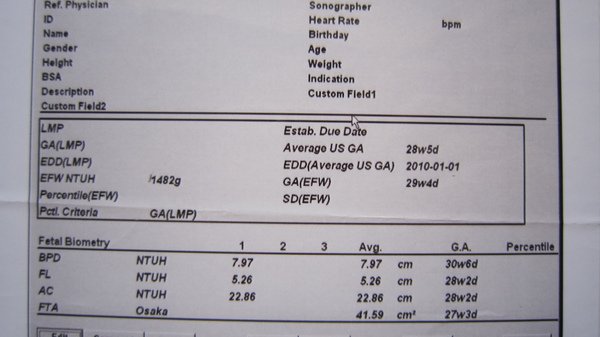 Ref. Physician Sonographer
ID Heart Rate bpm
Name Birthday
Gender Age
Height Weight
BSA Indication
Description Custom Field1
Custom Field2
LMP Estab. Due Date
GA(LMP) Average US GA 28w5d
EDD(LMP) EDD(Average US GA) 2010-01-01
EFW NTUH 1482g GA(EFW) 29w4d
Percentile(EFW) SD(EFW)
Pctl. Criteria GA(LMP)
Fetal Biometry 1 2 3 Avg. G.A. Percentile
BPD NTUH 7.97 7.97 cm 30w6d
FL NTUH 5.26 5.26 cm 28w2d
AC NTUH 22.86 22.86 cm 28w2d
FTA Osaka 41.59 cm² 27w3d
Edit